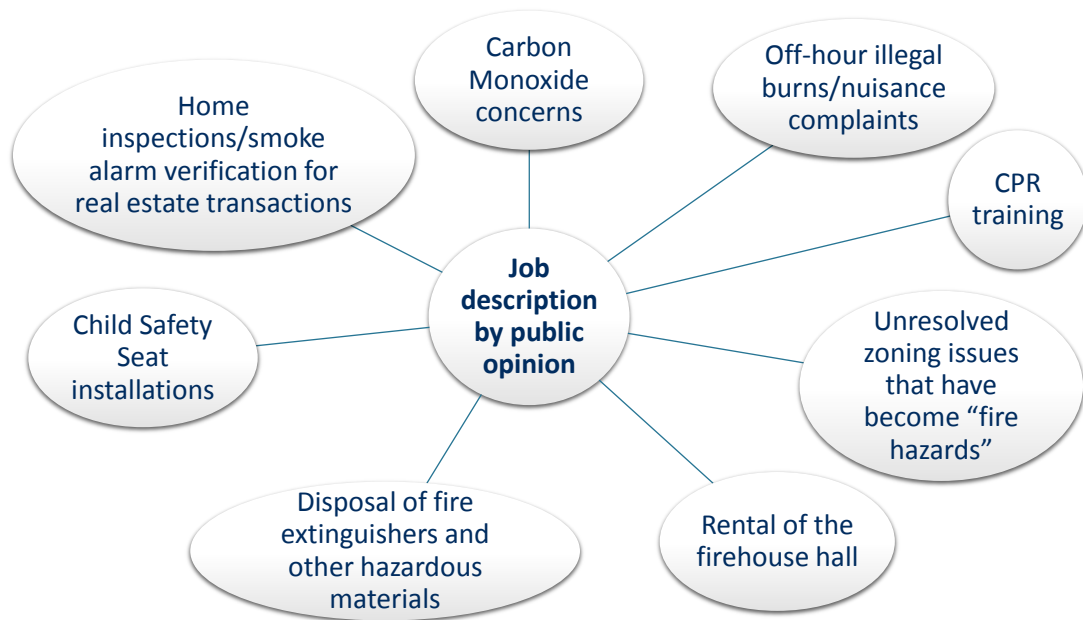 Carbon
Monoxide
concerns
Off-hour illegal
burns/nuisance
complaints
Home
inspections/smoke
alarm verification for
real estate transactions
CPR
training
Job
description
by public
opinion
Child Safety
Seat
installations
Unresolved
zoning issues
that have
become “fire
hazards”
Disposal of fire
extinguishers and
other hazardous
materials
Rental of the
firehouse hall